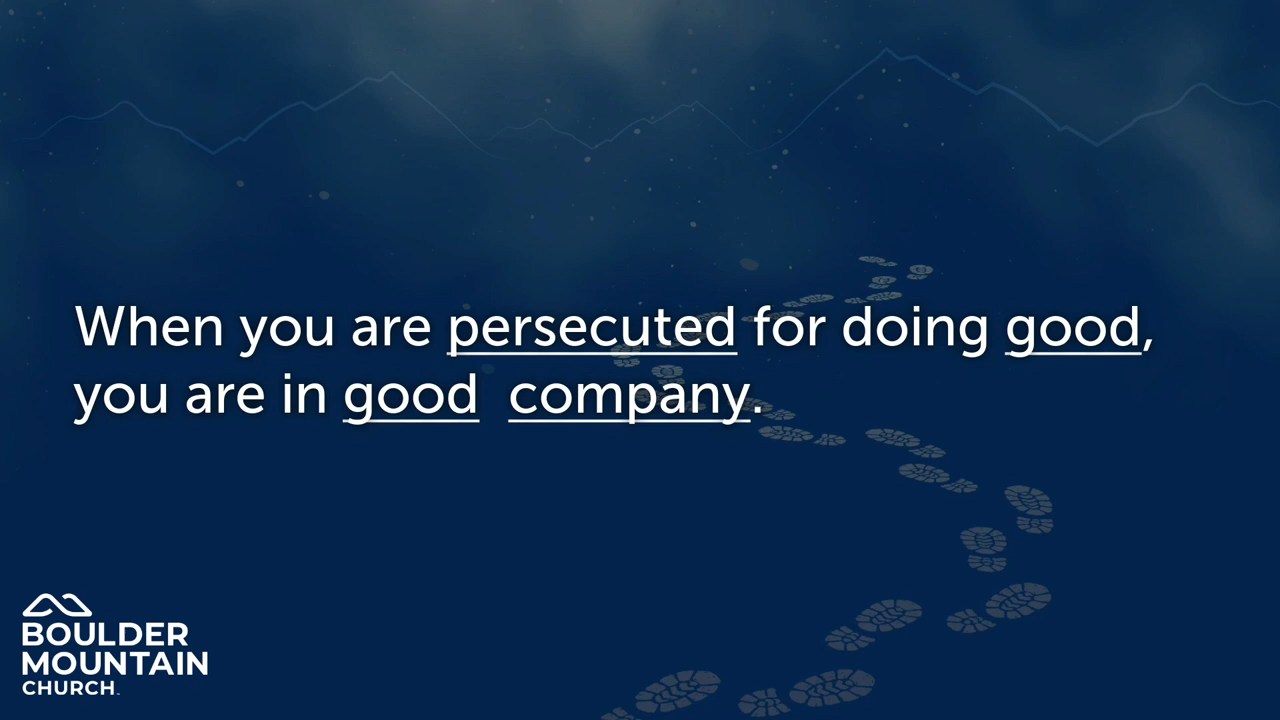 When you are persecuted for doing good,
you are in good company.
BOULDER
MOUNTAIN
CHURCH